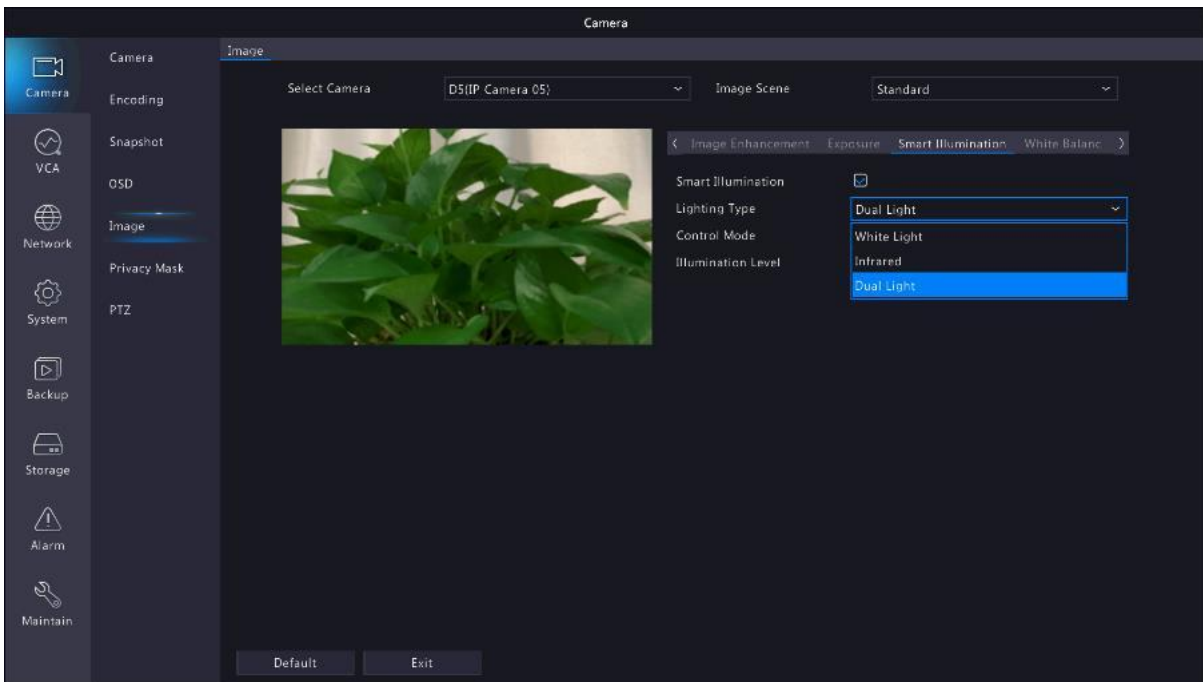 Camera
Camera
VCA
Network
System
Backup
Storage
Alarm
Maintain
Camera
Encoding
Snapshot
OSD
Image
Privacy Mask
PTZ
Image
Select Camera D5(IP Camera 05) Image Scene Standard
Image Enhancement Exposure Smart Illumination White Balanc
Smart Illumination
Lighting Type Dual Light
Control Mode White Light
Infrared
Illumination Level
Dual Light
Default Exit